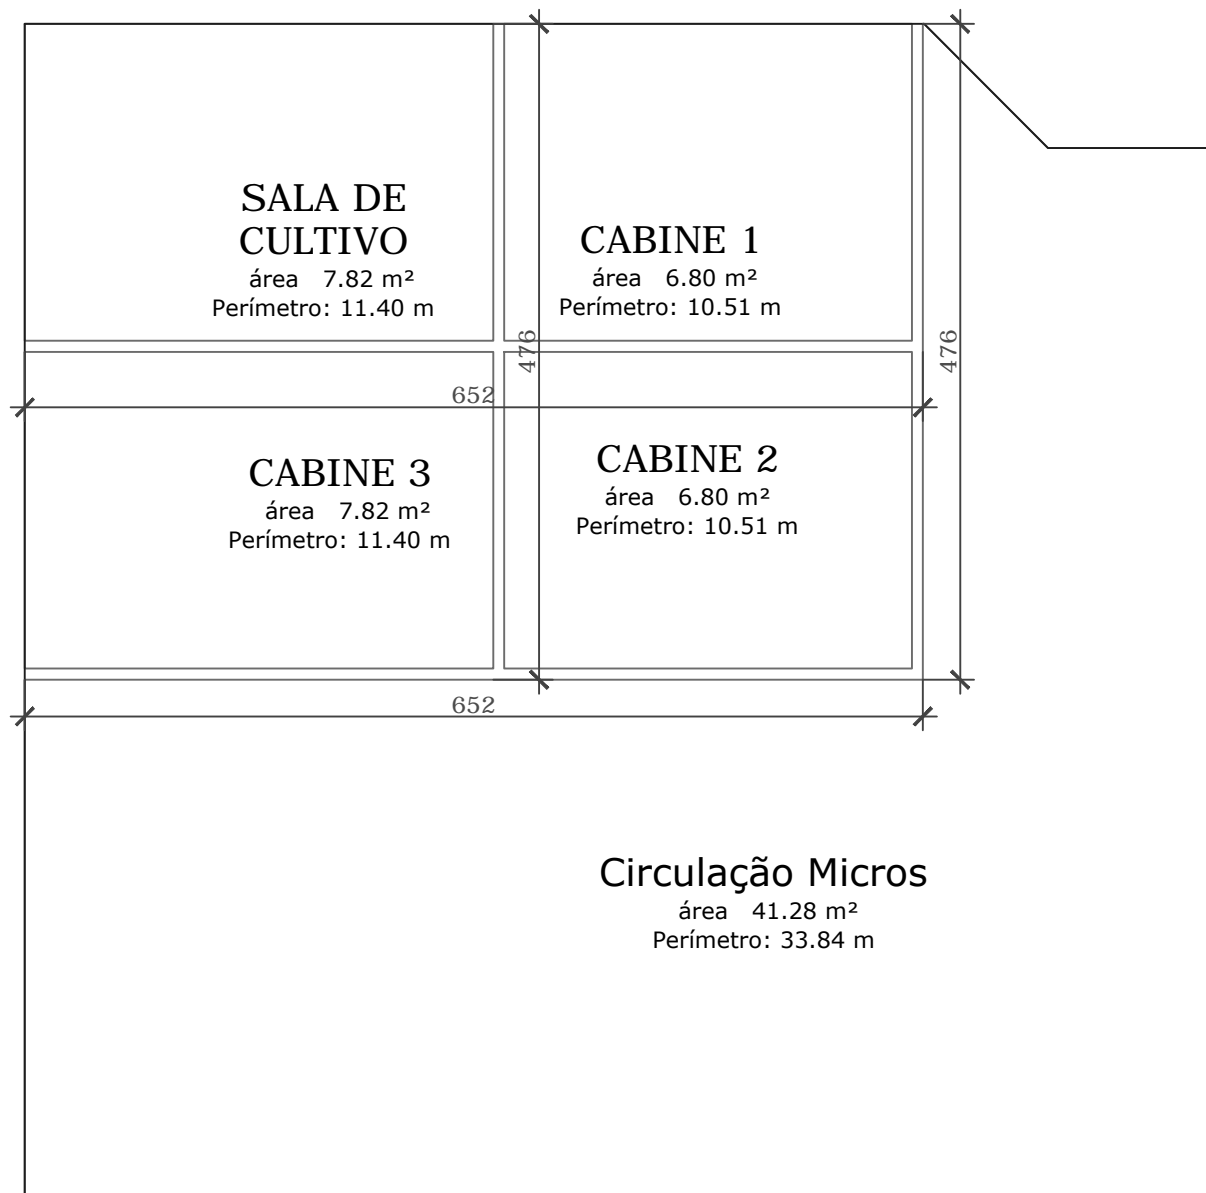 SALA DE
CULTIVO
área 7.82 m²
Perímetro: 11.40 m
CABINE 1
área 6.80 m²
Perímetro: 10.51 m
476
476
652
CABINE 3
área 7.82 m²
Perímetro: 11.40 m
CABINE 2
área 6.80 m²
Perímetro: 10.51 m
652
Circulação Micros
área 41.28 m²
Perímetro: 33.84 m